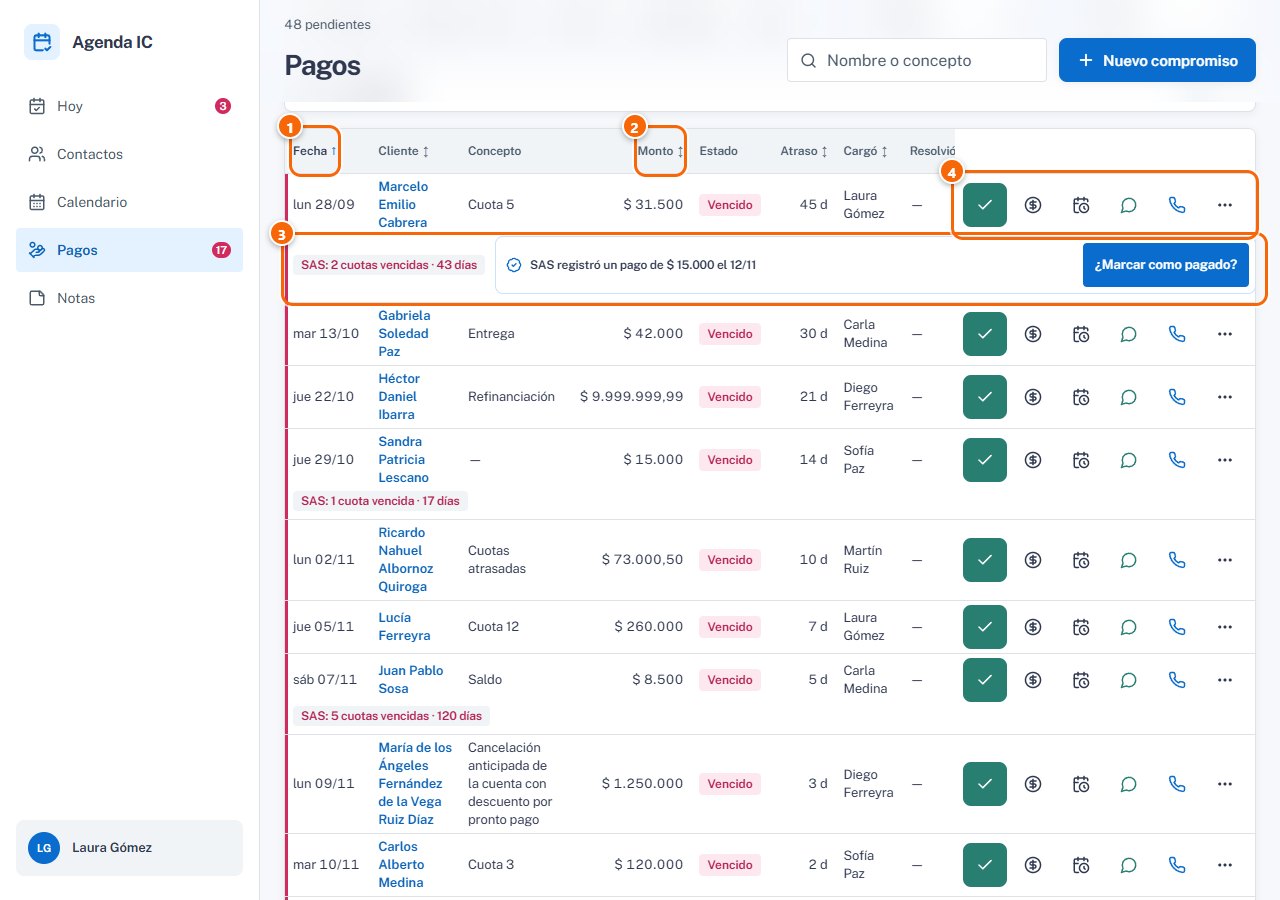 48 pendientes
Agenda IC
Pagos
Nombre o concepto
Nuevo compromiso
Hoy 3
Contactos
Calendario
Pagos 17
Notas
LG Laura Gómez
1 2 3 4
Fecha ↑ Cliente ↕ Concepto Monto ↕ Estado Atraso ↕ Cargó ↕ Resolvió
lun 28/09 Marcelo Emilio Cabrera Cuota 5 $ 31.500 Vencido 45 d Laura Gómez —
SAS: 2 cuotas vencidas · 43 días SAS registró un pago de $ 15.000 el 12/11 ¿Marcar como pagado?
mar 13/10 Gabriela Soledad Paz Entrega $ 42.000 Vencido 30 d Carla Medina —
jue 22/10 Héctor Daniel Ibarra Refinanciación $ 9.999.999,99 Vencido 21 d Diego Ferreyra —
jue 29/10 Sandra Patricia Lescano — $ 15.000 Vencido 14 d Sofía Paz —
SAS: 1 cuota vencida · 17 días
lun 02/11 Ricardo Nahuel Albornoz Quiroga Cuotas atrasadas $ 73.000,50 Vencido 10 d Martín Ruiz —
jue 05/11 Lucía Ferreyra Cuota 12 $ 260.000 Vencido 7 d Laura Gómez —
sáb 07/11 Juan Pablo Sosa Saldo $ 8.500 Vencido 5 d Carla Medina —
SAS: 5 cuotas vencidas · 120 días
lun 09/11 María de los Ángeles Fernández de la Vega Ruiz Díaz Cancelación anticipada de la cuenta con descuento por pronto pago $ 1.250.000 Vencido 3 d Diego Ferreyra —
mar 10/11 Carlos Alberto Medina Cuota 3 $ 120.000 Vencido 2 d Sofía Paz —